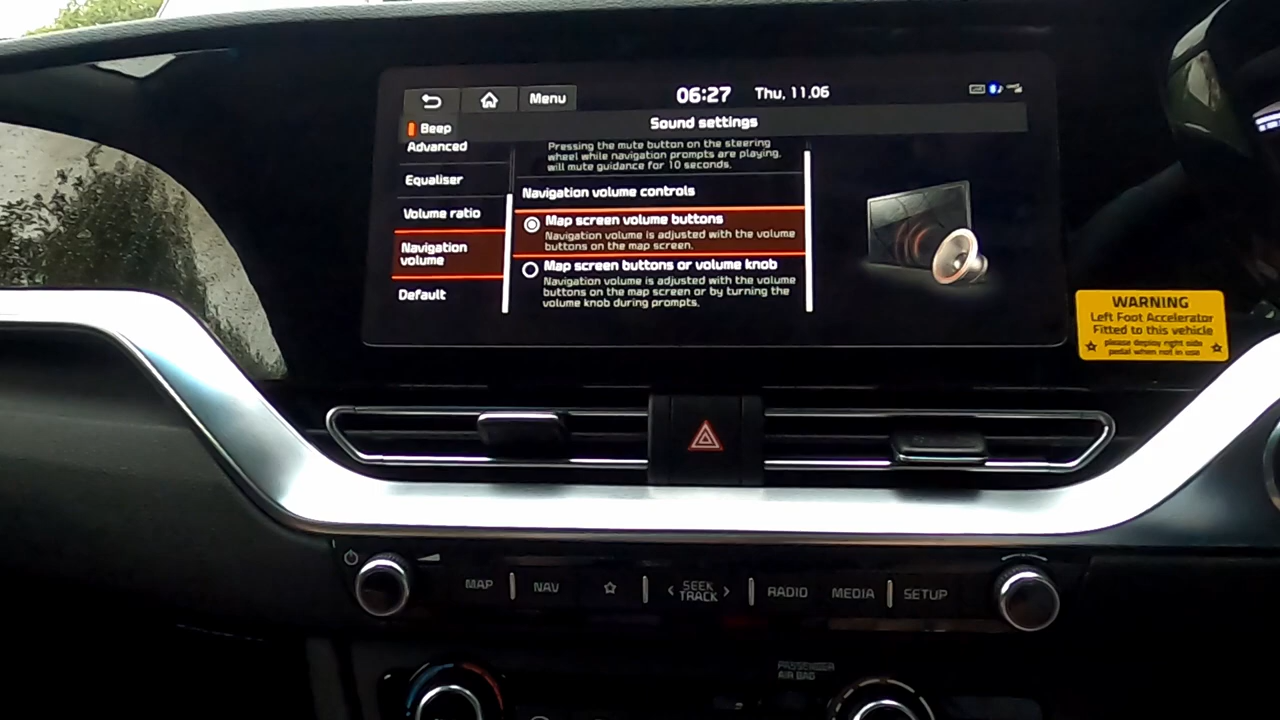 Menu
06:27
Thu, 11.06
Beep
Sound settings
Advanced
Equaliser
Volume ratio
Navigation
volume
Default
Pressing the mute button on the steering
wheel while navigation prompts are playing,
will mute guidance for 10 seconds.
Navigation volume controls
Map screen volume buttons
Navigation volume is adjusted with the volume
buttons on the map screen.
Map screen buttons or volume knob
Navigation volume is adjusted with the volume
buttons on the map screen or by turning the
volume knob during prompts.
WARNING
Left Foot Accelerator
Fitted to this vehicle
please deploy right side
pedal when not in use
MAP
NAV
SEEK
TRACK
RADIO
MEDIA
SETUP
PASSENGER
AIR BAG